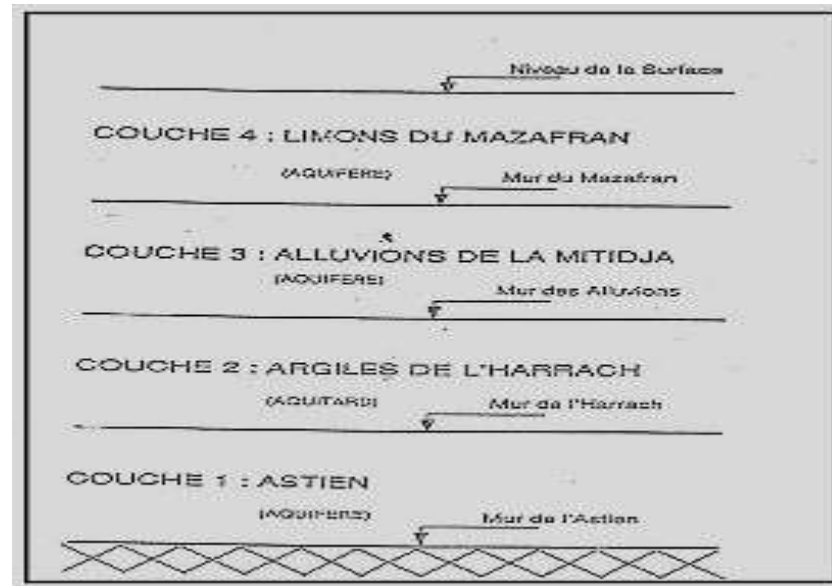 Niveau de la Surface
COUCHE 4 : LIMONS DU MAZAFRAN
(AQUIFERE) Mur du Mazafran
COUCHE 3 : ALLUVIONS DE LA MITIDJA
(AQUIFERE)
Mur des Alluvions
COUCHE 2 : ARGILES DE L'HARRACH
(AQUITARD) Mur de l'Harrach
COUCHE 1 : ASTIEN
(AQUIFERE) Mur de l'Astien